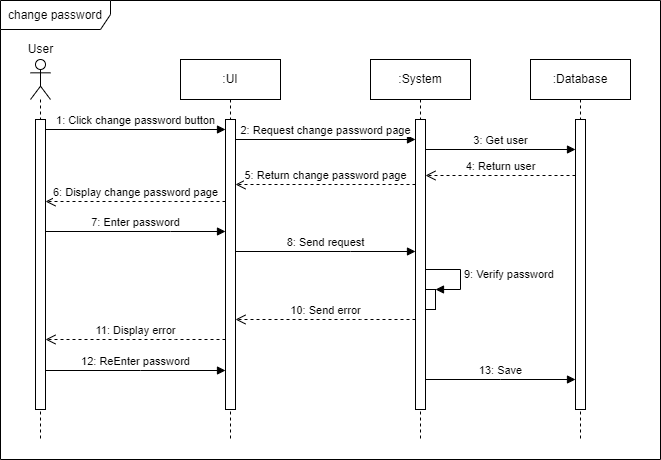 change password
User
:UI
:System
:Database
1: Click change password button
2: Request change password page
3: Get user
4: Return user
5: Return change password page
6: Display change password page
7: Enter password
8: Send request
9: Verify password
10: Send error
11: Display error
12: ReEnter password
13: Save